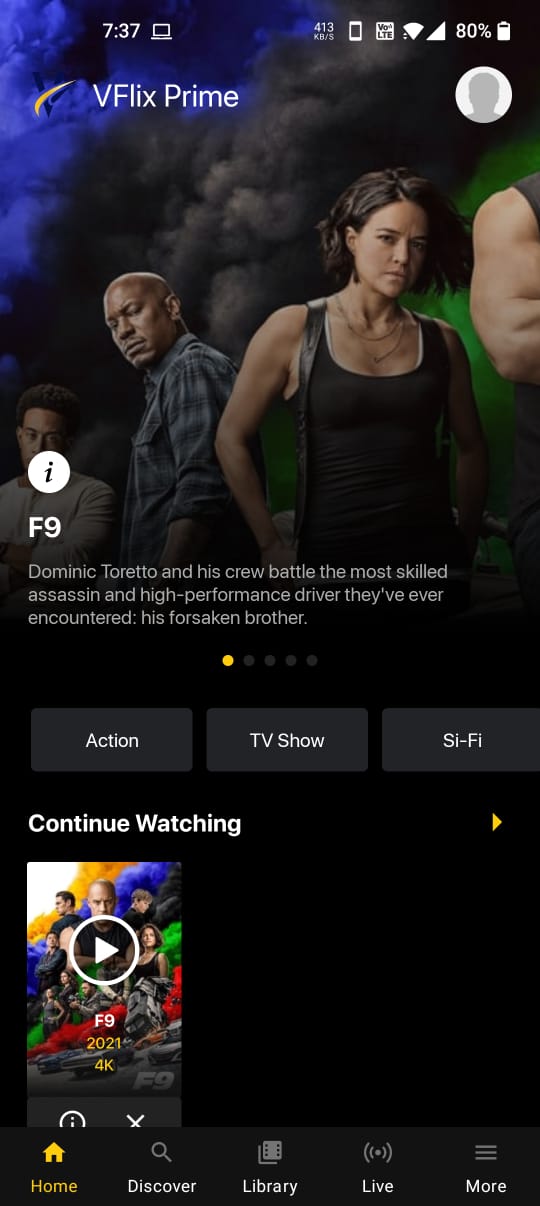 7:37
413
KB/S
Vo
LTE
80%
VFlix Prime
i
F9
Dominic Toretto and his crew battle the most skilled
assassin and high-performance driver they've ever
encountered: his forsaken brother.
Action
TV Show
Si-Fi
Continue Watching
F9
2021
4K
F9
Home
Discover
Library
Live
More